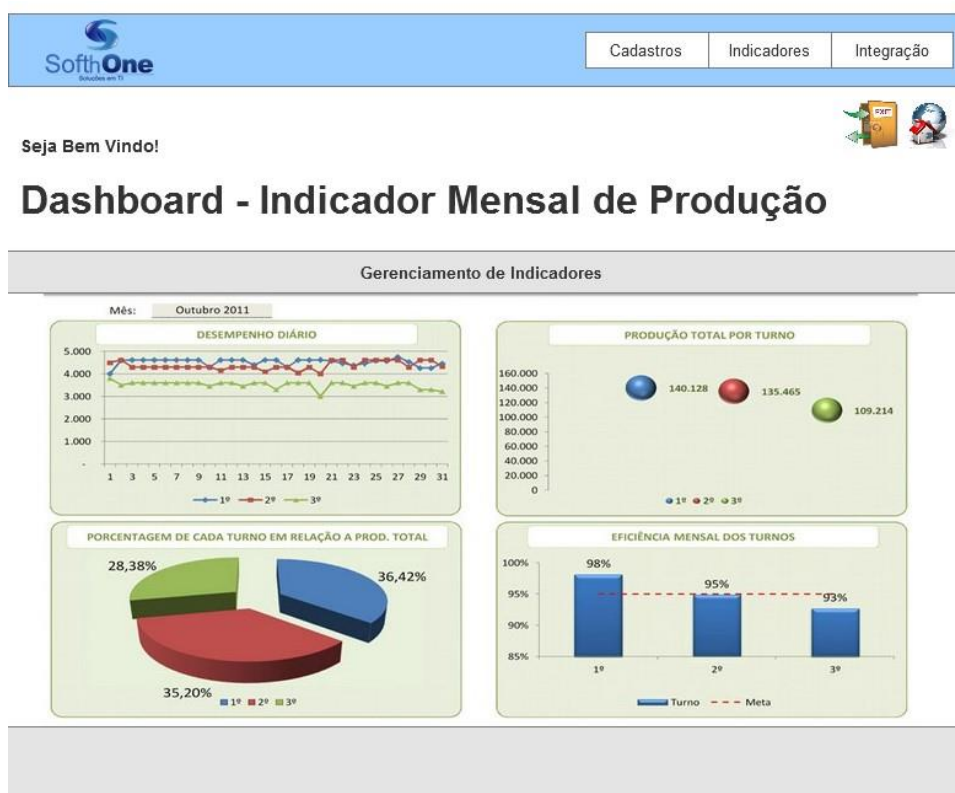 SofthOne
Soluções em TI
Cadastros Indicadores Integração
EXIT
Seja Bem Vindo!
Dashboard - Indicador Mensal de Produção
Gerenciamento de Indicadores
Mês: Outubro 2011
DESEMPENHO DIÁRIO
5.000
4.000
3.000
2.000
1.000
-
1 3 5 7 9 11 13 15 17 19 21 23 25 27 29 31
1º 2º 3º
PRODUÇÃO TOTAL POR TURNO
160.000
140.000
120.000
100.000
80.000
60.000
40.000
20.000
0
140.128
135.465
109.214
1º 2º 3º
PORCENTAGEM DE CADA TURNO EM RELAÇÃO A PROD. TOTAL
28,38%
36,42%
35,20%
1º 2º 3º
EFICIÊNCIA MENSAL DOS TURNOS
100%
95%
90%
85%
98%
95%
93%
1º 2º 3º
Turno Meta